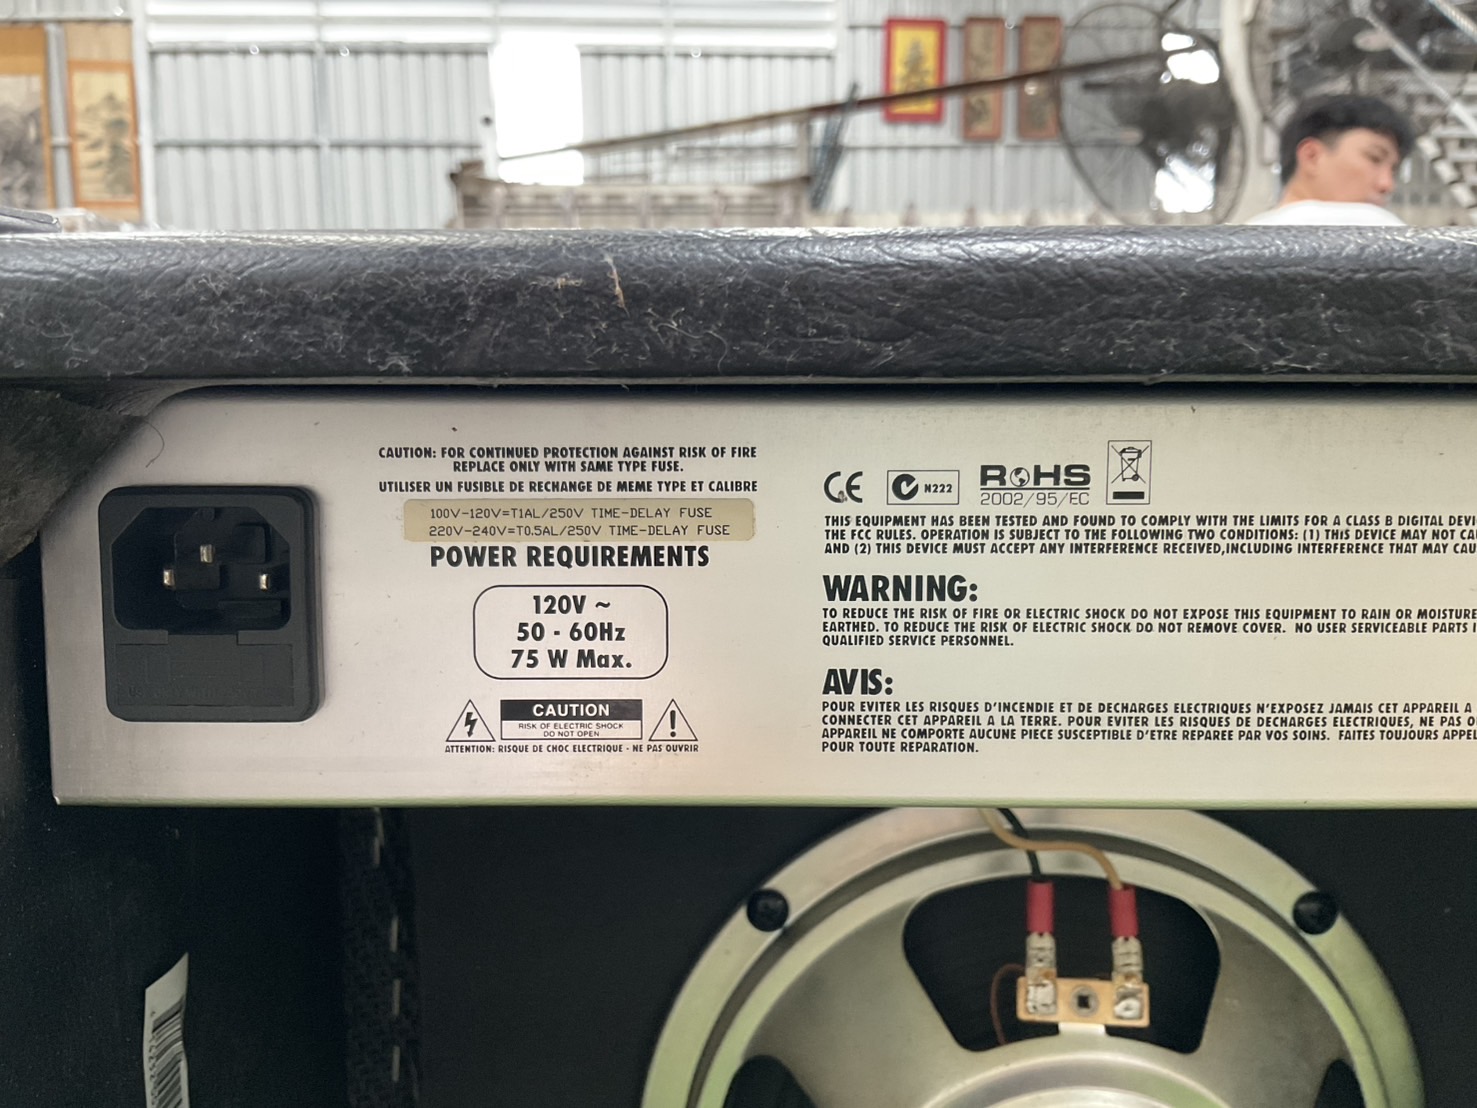 CAUTION: FOR CONTINUED PROTECTION AGAINST RISK OF FIRE
REPLACE ONLY WITH SAME TYPE FUSE.
UTILISER UN FUSIBLE DE RECHANGE DE MEME TYPE ET CALIBRE
100V-120V=T1AL/250V TIME-DELAY FUSE
220V-240V=T0.5AL/250V TIME-DELAY FUSE
POWER REQUIREMENTS
120V ~
50 - 60Hz
75 W Max.
CAUTION
RISK OF ELECTRIC SHOCK
DO NOT OPEN
ATTENTION: RISQUE DE CHOC ELECTRIQUE - NE PAS OUVRIR
CE
N222
ROHS
2002/95/EC
THIS EQUIPMENT HAS BEEN TESTED AND FOUND TO COMPLY WITH THE LIMITS FOR A CLASS B DIGITAL DEVI
THE FCC RULES. OPERATION IS SUBJECT TO THE FOLLOWING TWO CONDITIONS: (1) THIS DEVICE MAY NOT CA
AND (2) THIS DEVICE MUST ACCEPT ANY INTERFERENCE RECEIVED,INCLUDING INTERFERENCE THAT MAY CAU
WARNING:
TO REDUCE THE RISK OF FIRE OR ELECTRIC SHOCK DO NOT EXPOSE THIS EQUIPMENT TO RAIN OR MOISTURE
EARTHED. TO REDUCE THE RISK OF ELECTRIC SHOCK DO NOT REMOVE COVER. NO USER SERVICEABLE PARTS I
QUALIFIED SERVICE PERSONNEL.
AVIS:
POUR EVITER LES RISQUES D'INCENDIE ET DE DECHARGES ELECTRIQUES N'EXPOSEZ JAMAIS CET APPAREIL A
CONNECTER CET APPAREIL A LA TERRE. POUR EVITER LES RISQUES DE DECHARGES ELECTRIQUES, NE PAS O
APPAREIL NE COMPORTE AUCUNE PIECE SUSCEPTIBLE D'ETRE REPAREE PAR VOS SOINS. FAITES TOUJOURS APPEL
POUR TOUTE REPARATION.